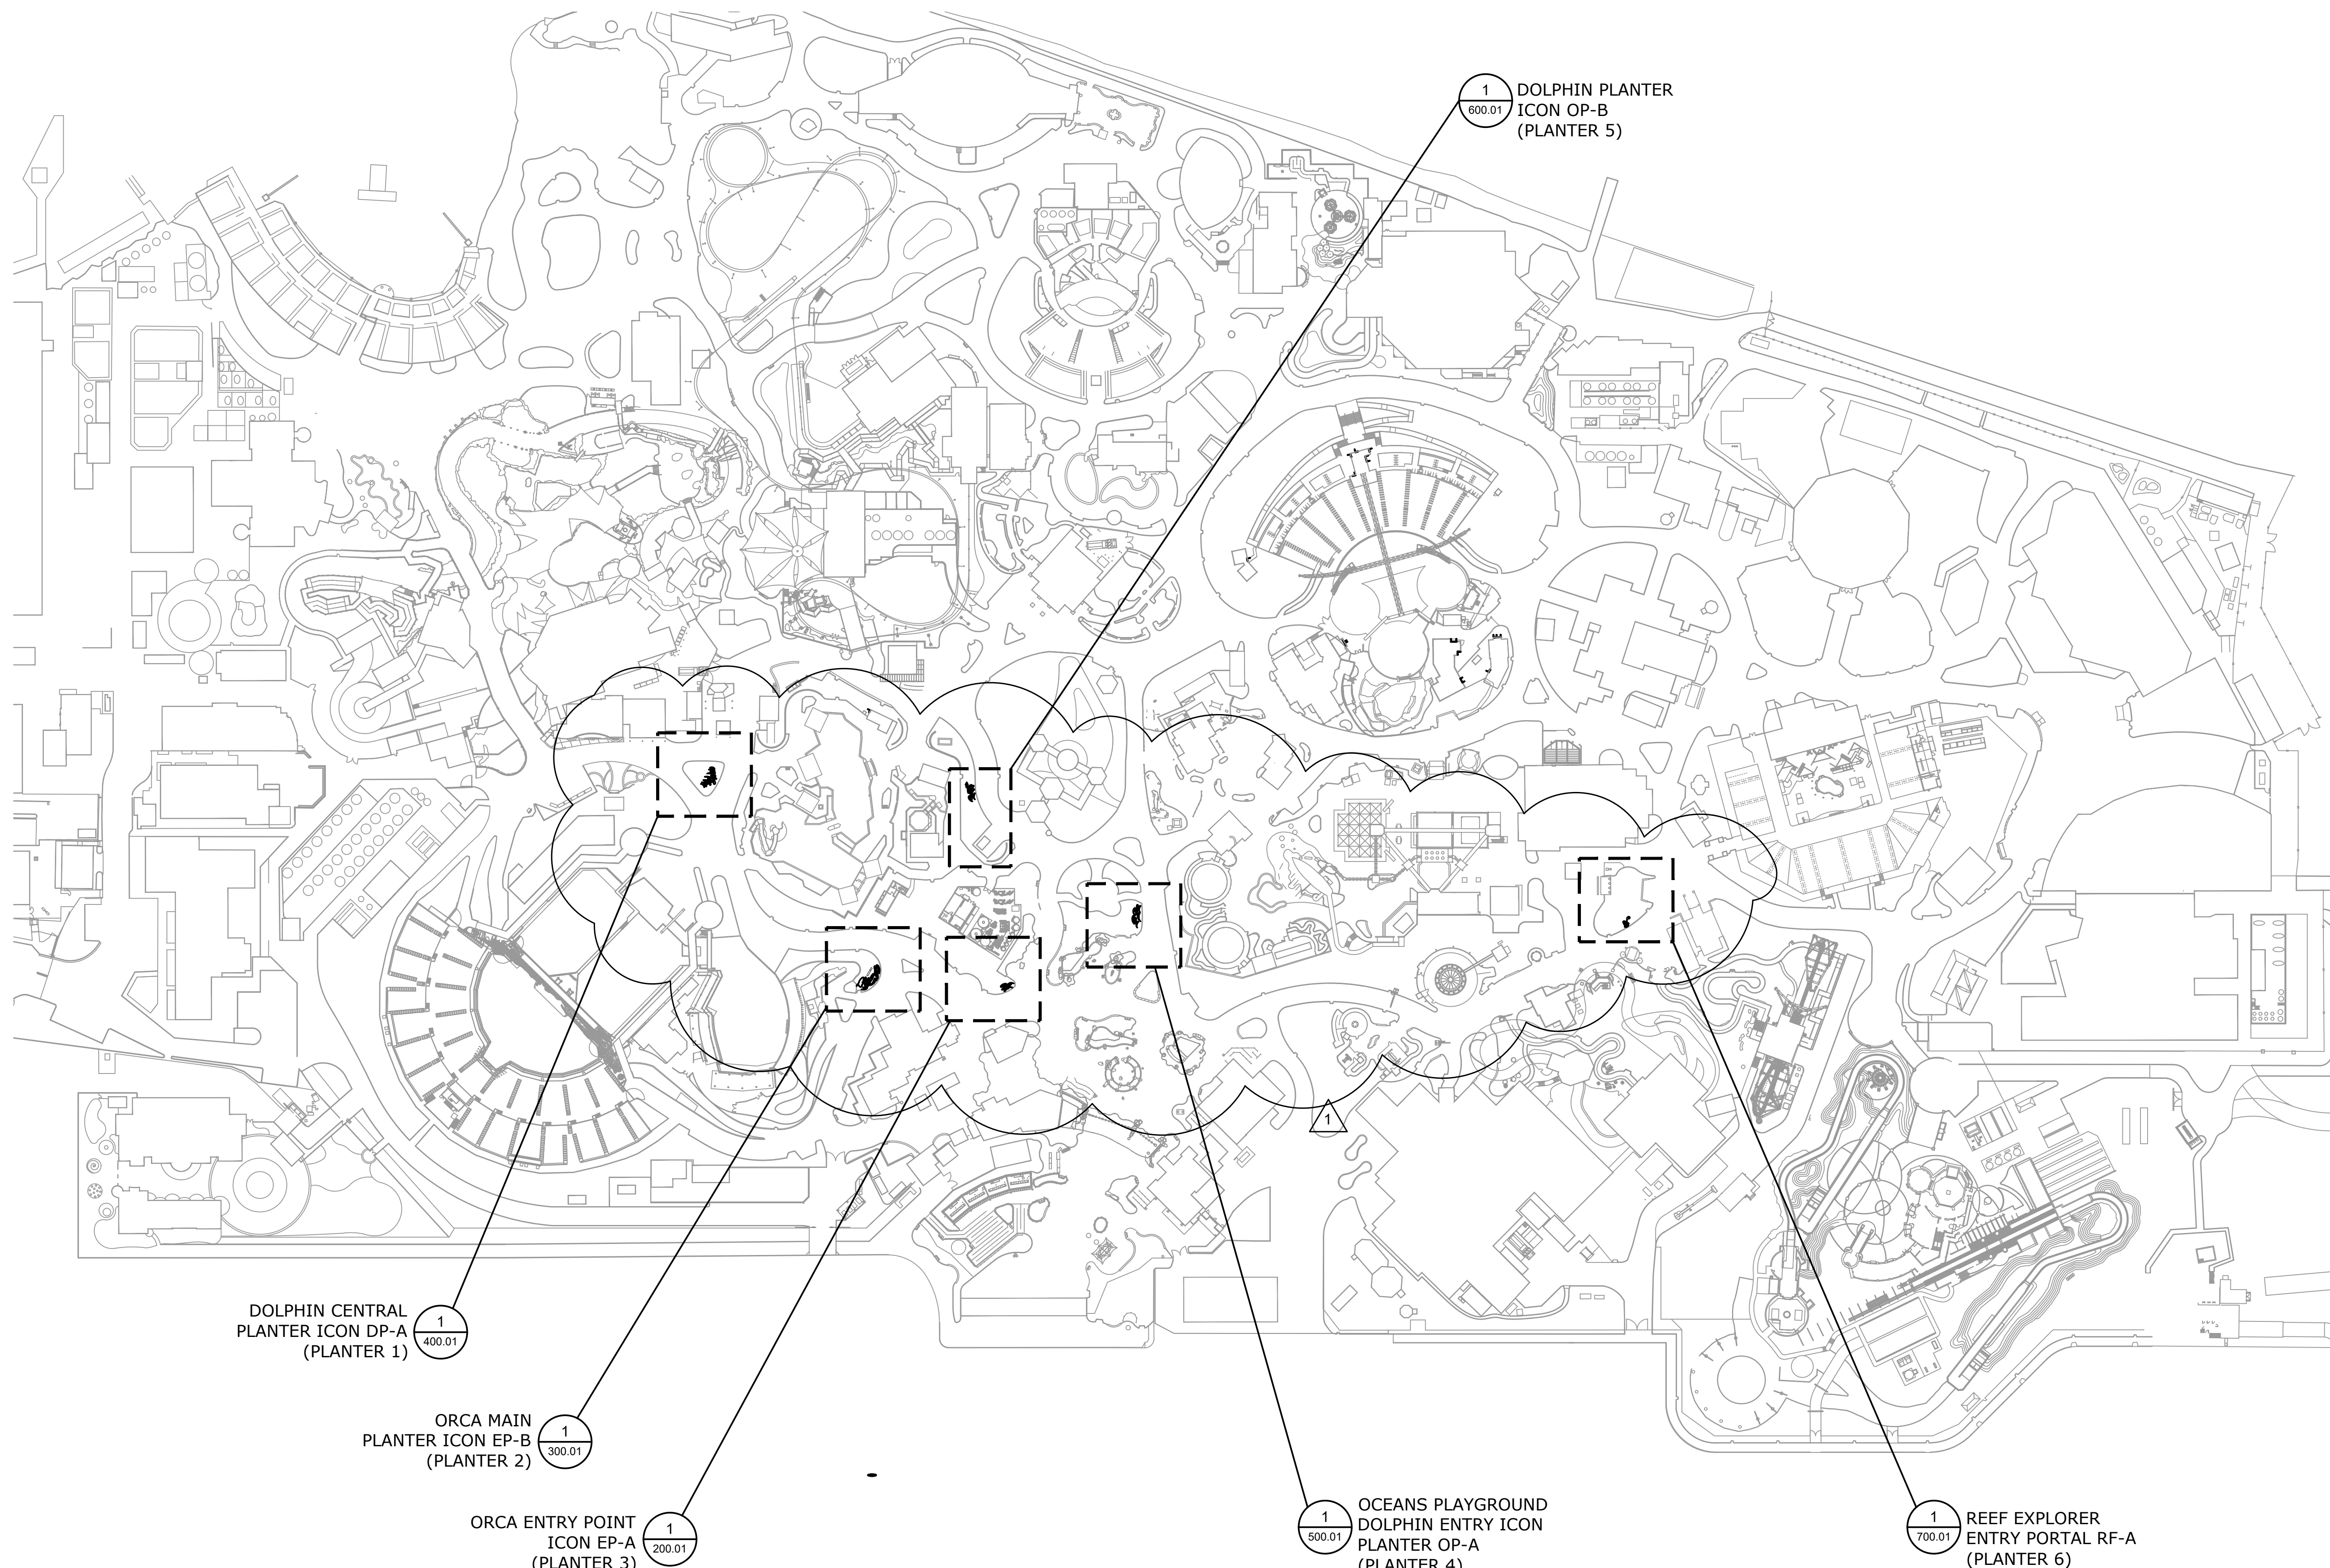 1
600.01
DOLPHIN PLANTER
ICON OP-B
(PLANTER 5)
1
DOLPHIN CENTRAL
PLANTER ICON DP-A
(PLANTER 1)
1
400.01
ORCA MAIN
PLANTER ICON EP-B
(PLANTER 2)
1
300.01
ORCA ENTRY POINT
ICON EP-A
(PLANTER 3)
1
200.01
1
500.01
OCEANS PLAYGROUND
DOLPHIN ENTRY ICON
PLANTER OP-A
(PLANTER 4)
1
700.01
REEF EXPLORER
ENTRY PORTAL RF-A
(PLANTER 6)